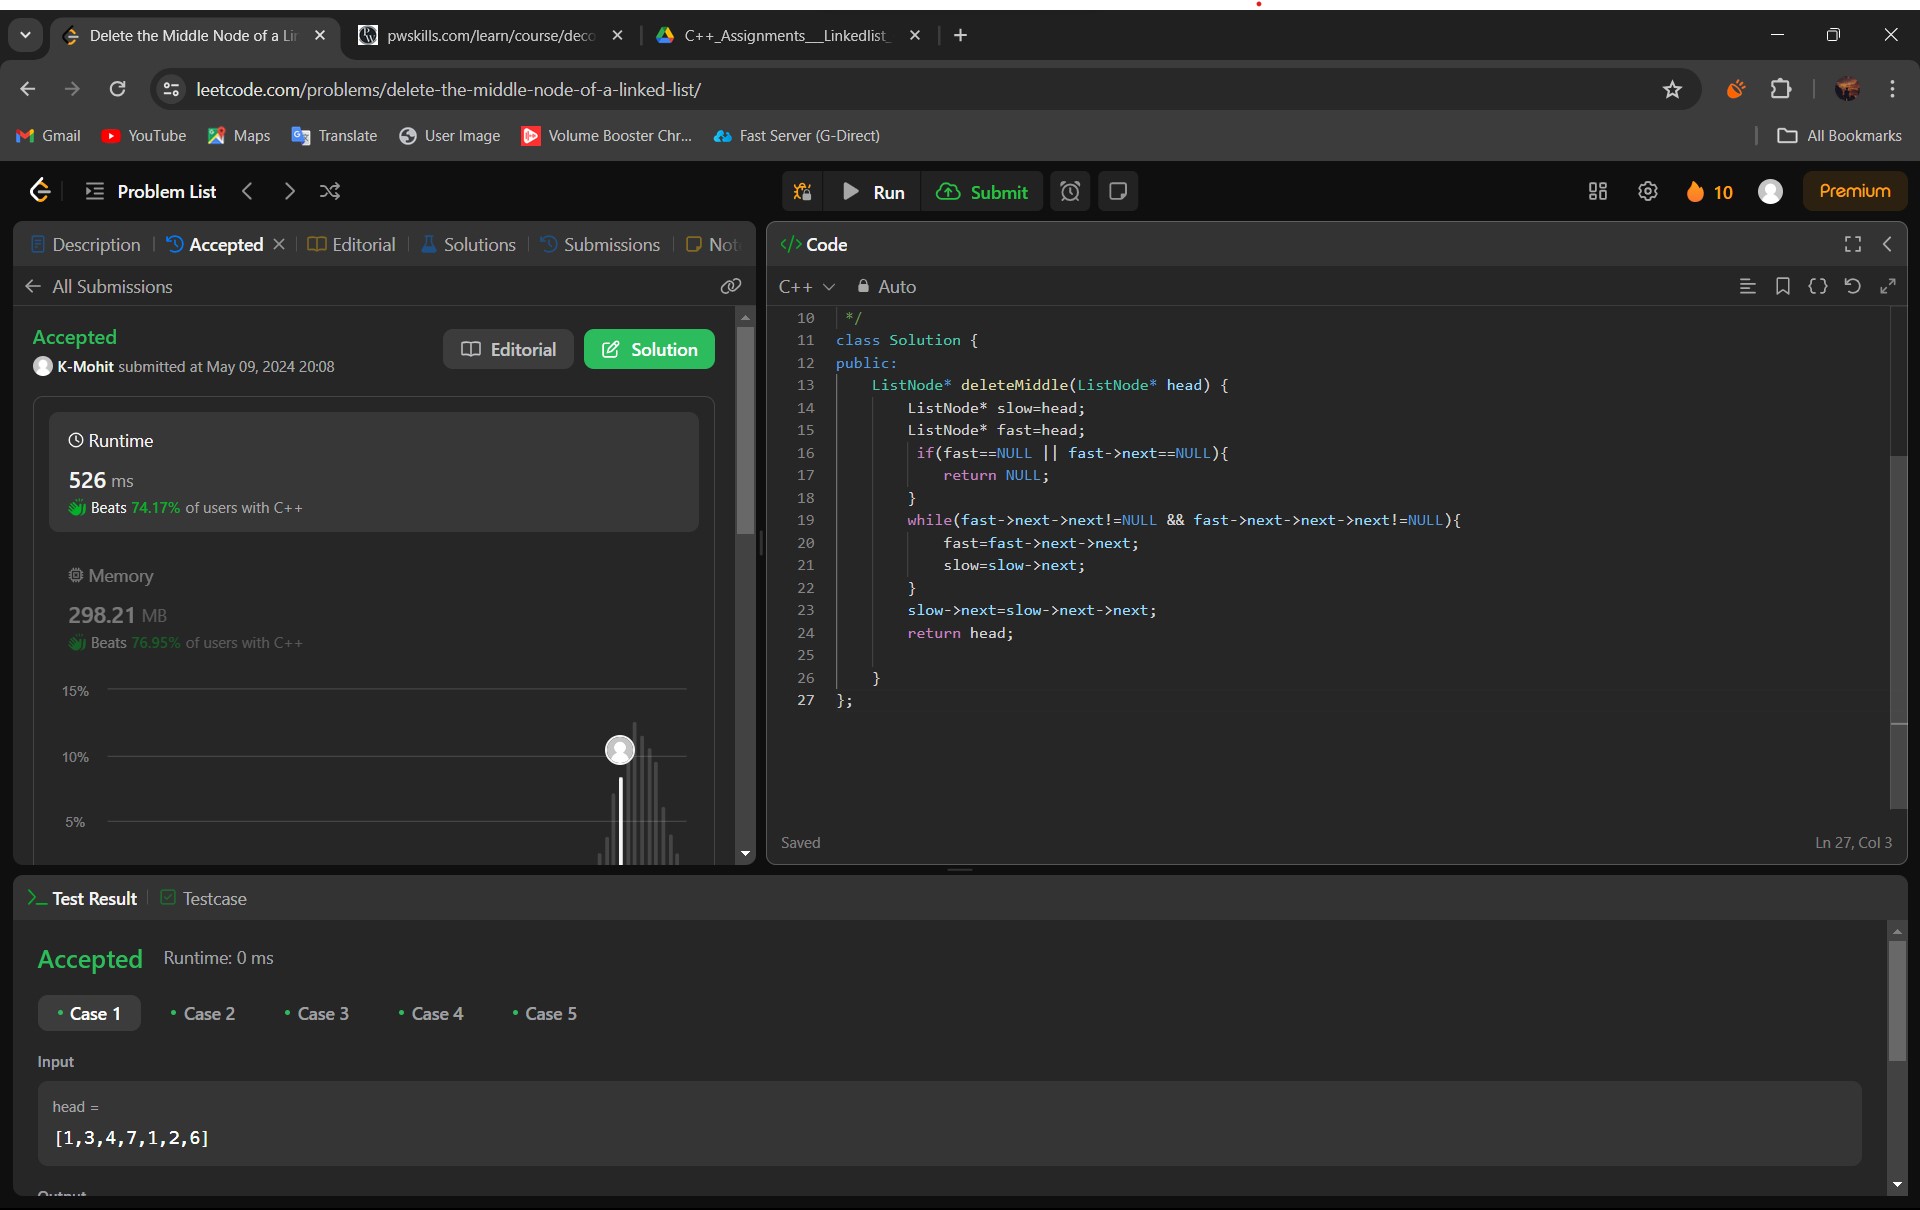 Delete the Middle Node of a Li
pwskills.com/learn/course/deco
C++_Assignments__Linkedlist_
leetcode.com/problems/delete-the-middle-node-of-a-linked-list/
Gmail
YouTube
Maps
Translate
User Image
Volume Booster Chr...
Fast Server (G-Direct)
All Bookmarks
Problem List
Run
Submit
10
Premium
Description
Accepted
Editorial
Solutions
Submissions
Not
</> Code
All Submissions
C++
Auto
Accepted
K-Mohit submitted at May 09, 2024 20:08
Editorial
Solution
Runtime
526 ms
Beats 74.17% of users with C++
Memory
298.21 MB
Beats 76.95% of users with C++
15%
10%
5%
10 */
11 class Solution {
12 public:
13 ListNode* deleteMiddle(ListNode* head) {
14 ListNode* slow=head;
15 ListNode* fast=head;
16 if(fast==NULL || fast->next==NULL){
17 return NULL;
18 }
19 while(fast->next->next!=NULL && fast->next->next->next!=NULL){
20 fast=fast->next->next;
21 slow=slow->next;
22 }
23 slow->next=slow->next->next;
24 return head;
25
26 }
27 };
Saved
Ln 27, Col 3
Test Result
Testcase
Accepted Runtime: 0 ms
Case 1
Case 2
Case 3
Case 4
Case 5
Input
head =
[1,3,4,7,1,2,6]
Output